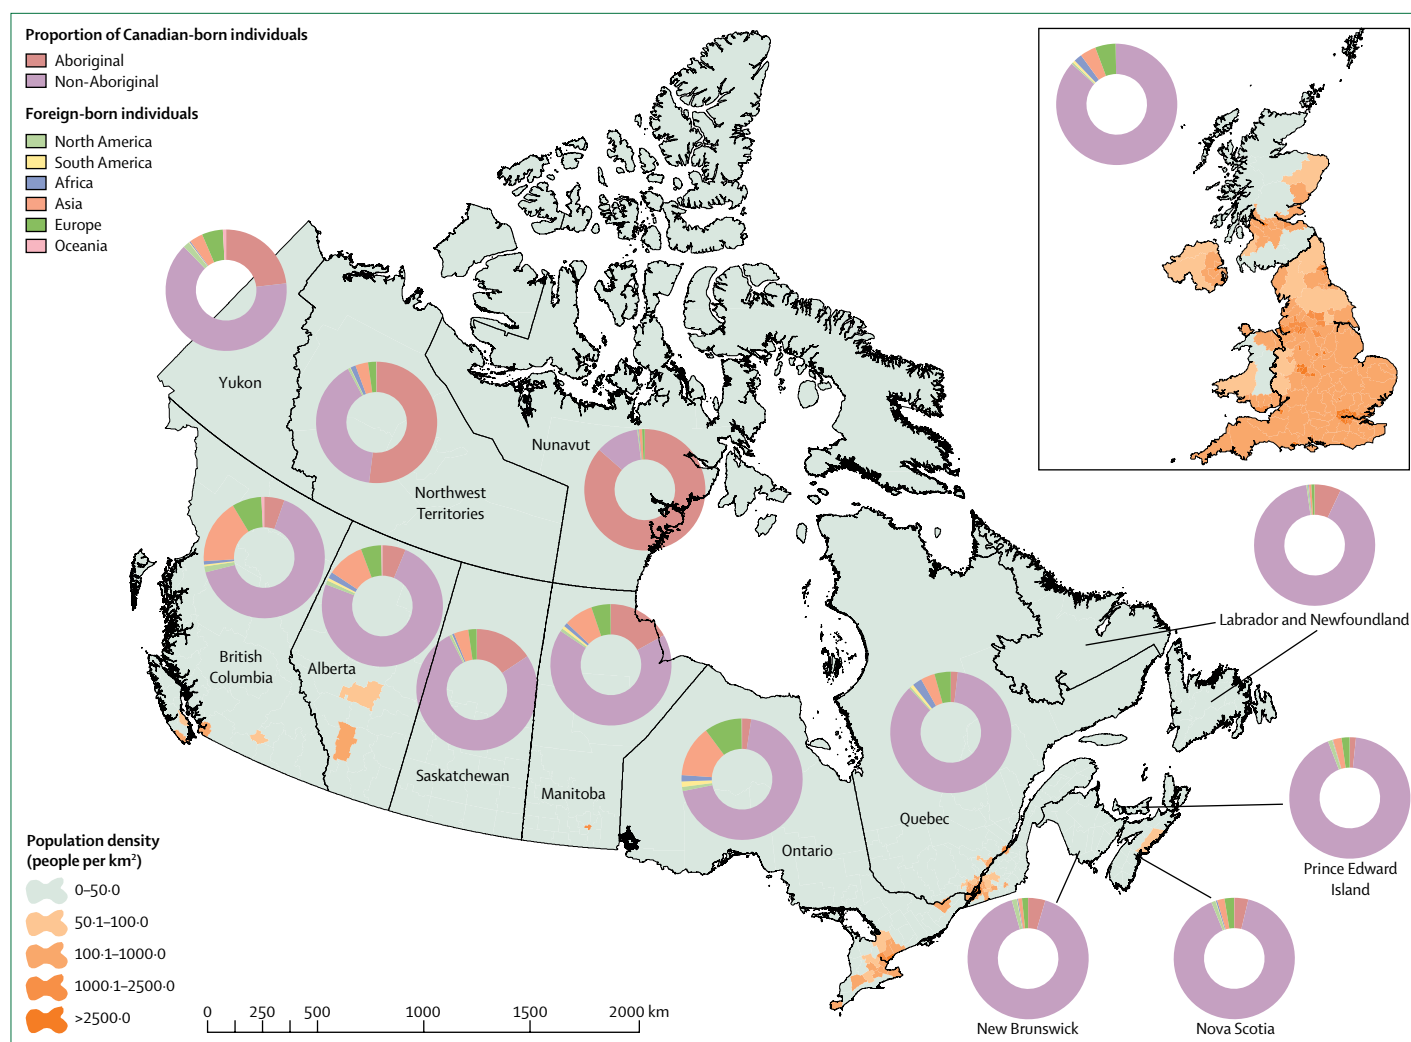 Proportion of Canadian-born individuals
Aboriginal
Non-Aboriginal
Foreign-born individuals
North America
South America
Africa
Asia
Europe
Oceania
Yukon
Nunavut
Northwest
Territories
Labrador and Newfoundland
British
Columbia
Alberta
Saskatchewan
Manitoba
Quebec
Ontario
Prince Edward
Island
New Brunswick
Nova Scotia
Population density
(people per km²)
0–50·0
50·1–100·0
100·1–1000·0
1000·1–2500·0
>2500·0
0 250 500 1000 1500 2000 km